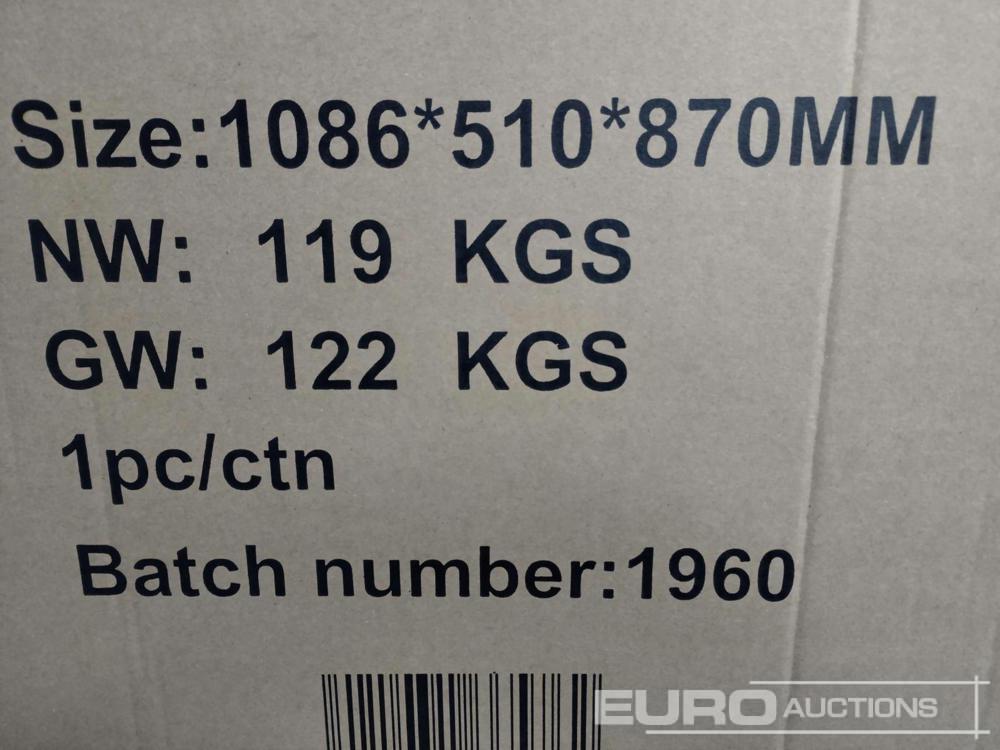 Size:1086*510*870MM
NW: 119 KGS
GW: 122 KGS
1pc/ctn
Batch number:1960
EURO AUCTIONS